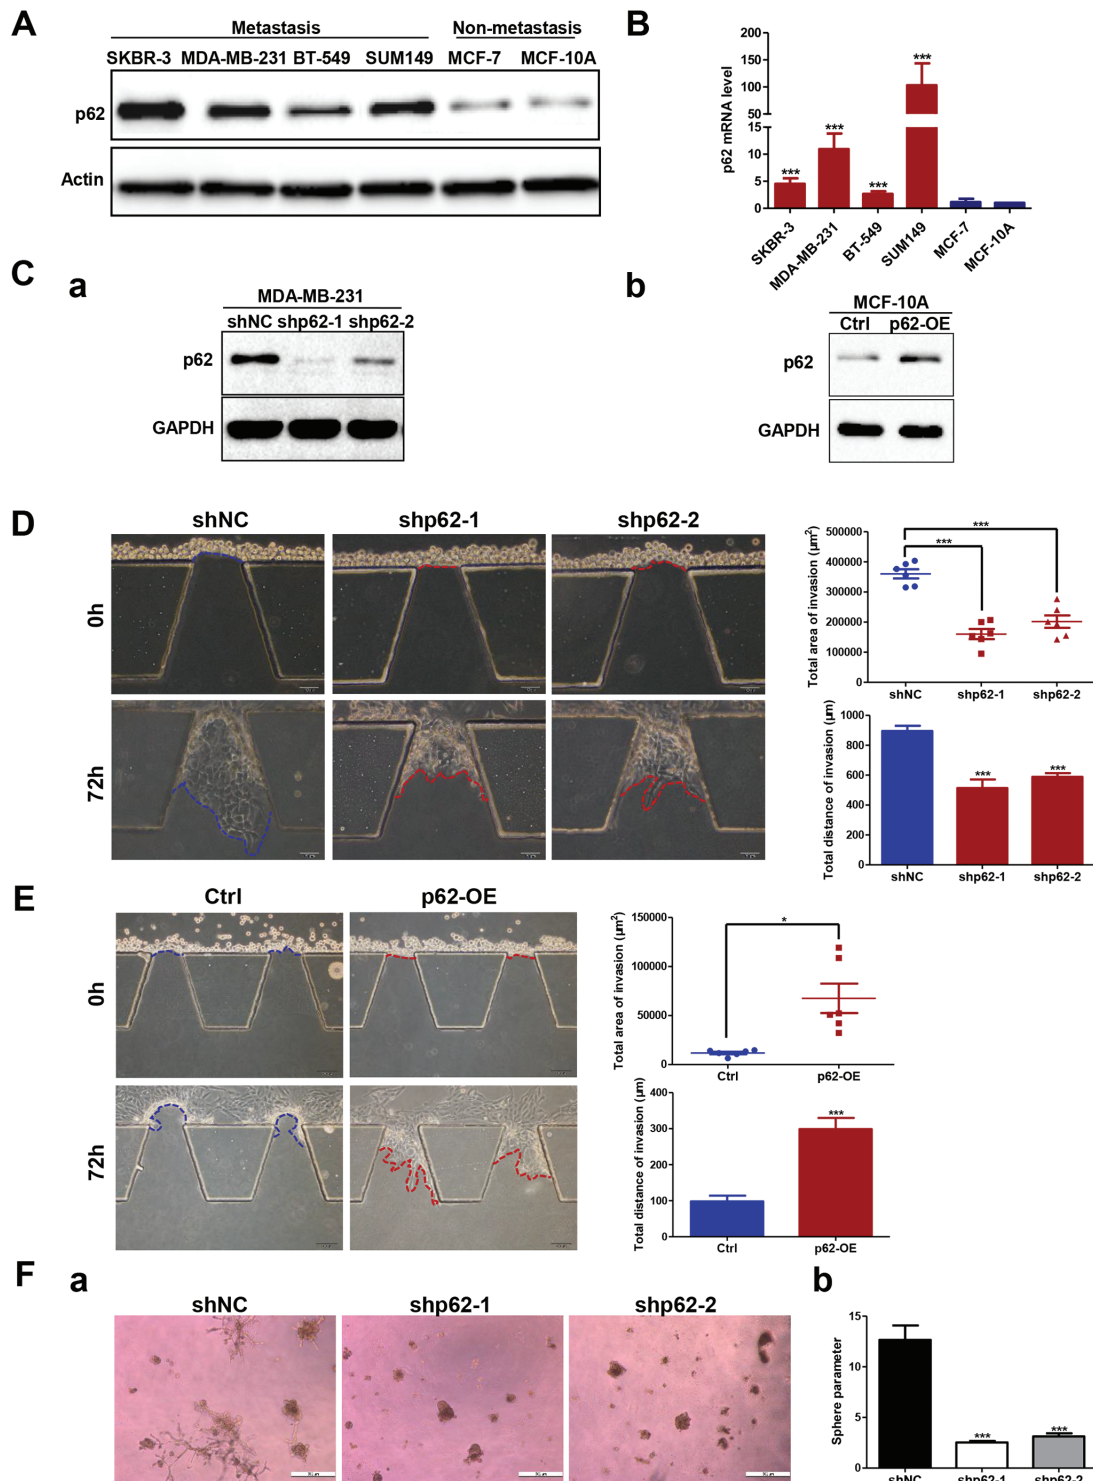 A
Metastasis
Non-metastasis
SKBR-3 MDA-MB-231 BT-549 SUM149 MCF-7 MCF-10A
p62
Actin
B
p62 mRNA level
200
150
100
50
15
10
5
0
***
***
***
***
SKBR-3
MDA-MB-231
BT-549
SUM149
MCF-7
MCF-10A
C
a
MDA-MB-231
shNC shp62-1 shp62-2
p62
GAPDH
b
MCF-10A
Ctrl p62-OE
p62
GAPDH
D
shNC shp62-1 shp62-2
0h
72h
Total area of invasion (μm²)
500000
400000
300000
200000
100000
0
***
***
shNC shp62-1 shp62-2
Total distance of invasion (μm)
1000
800
600
400
200
0
***
***
shNC shp62-1 shp62-2
E
Ctrl p62-OE
0h
72h
Total area of invasion (μm²)
150000
100000
50000
0
*
Ctrl p62-OE
Total distance of invasion (μm)
400
300
200
100
0
***
Ctrl p62-OE
F
a
shNC shp62-1 shp62-2
b
Sphere parameter
15
10
5
0
***
***
shNC shp62-1 shp62-2